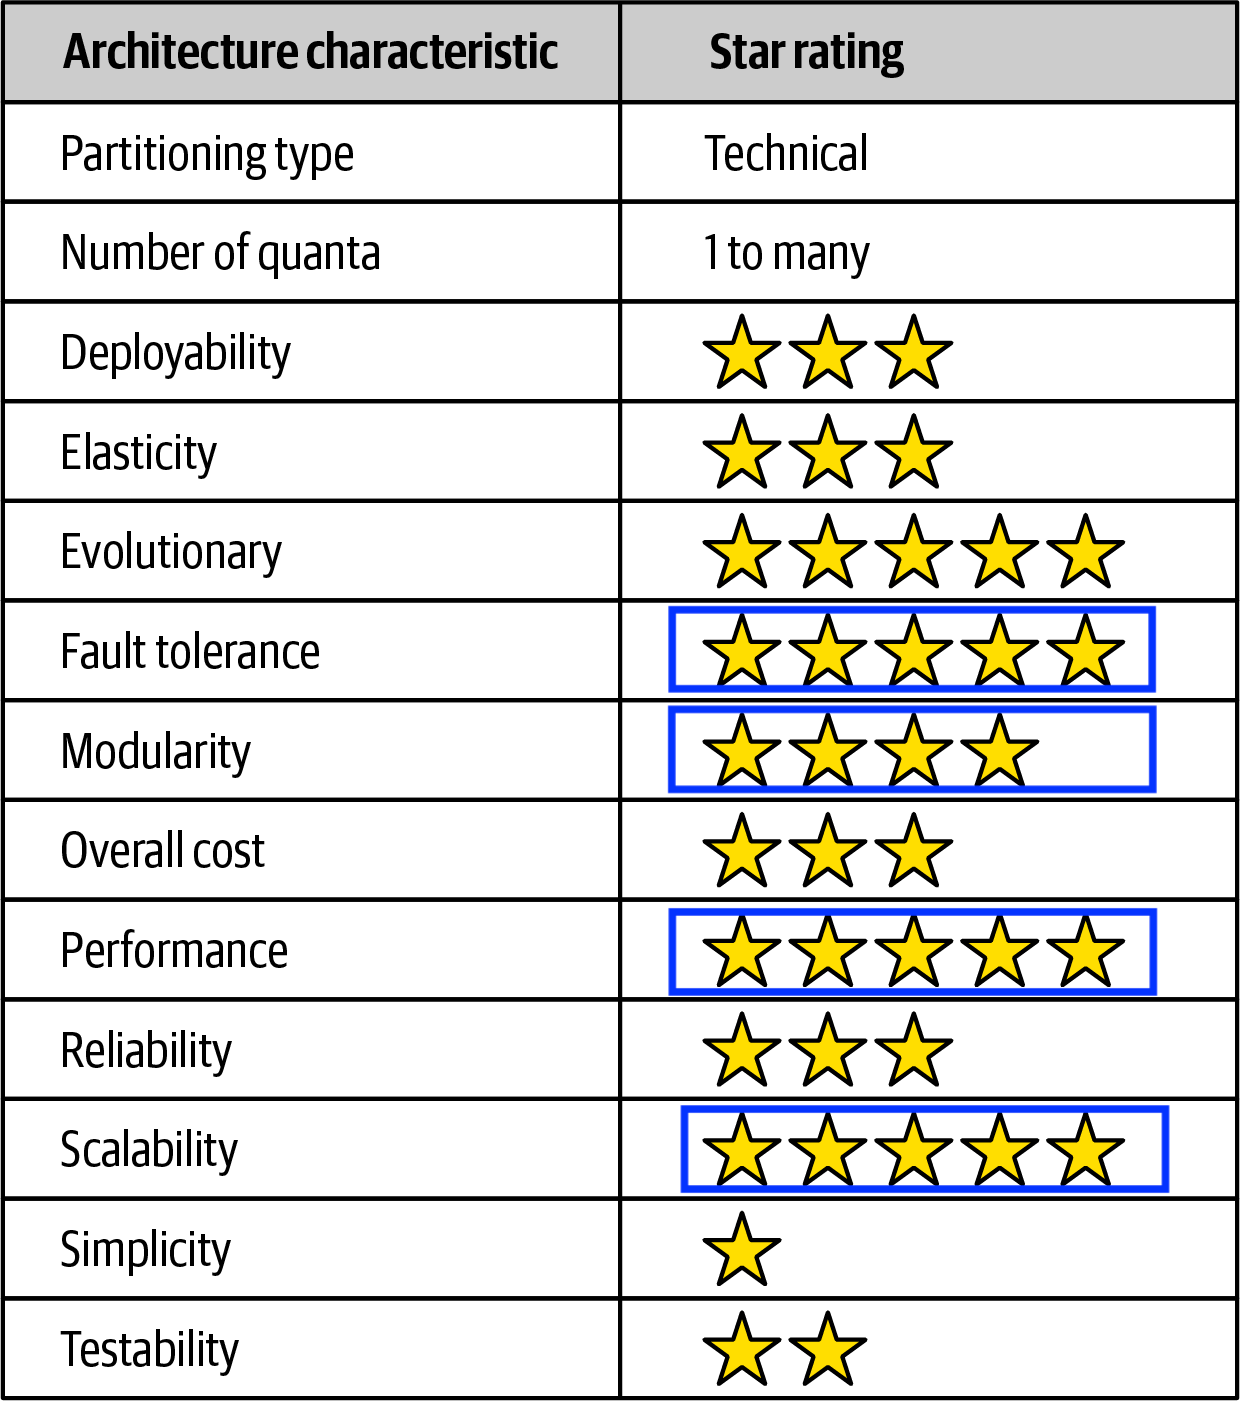 Architecture characteristic Star rating
Partitioning type Technical
Number of quanta 1 to many
Deployability
Elasticity
Evolutionary
Fault tolerance
Modularity
Overall cost
Performance
Reliability
Scalability
Simplicity
Testability